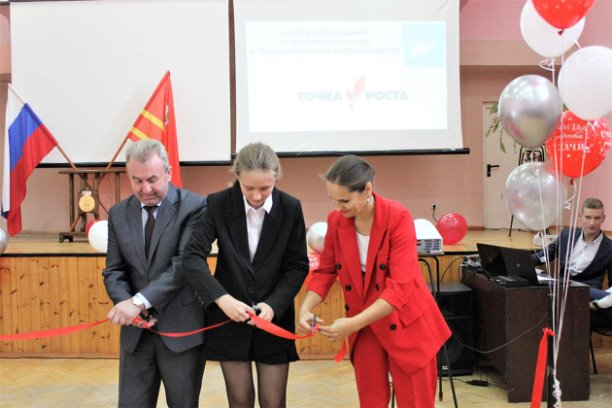 Центр образования
естественно-научной
и технологической направленности
ТОЧКА РОСТА